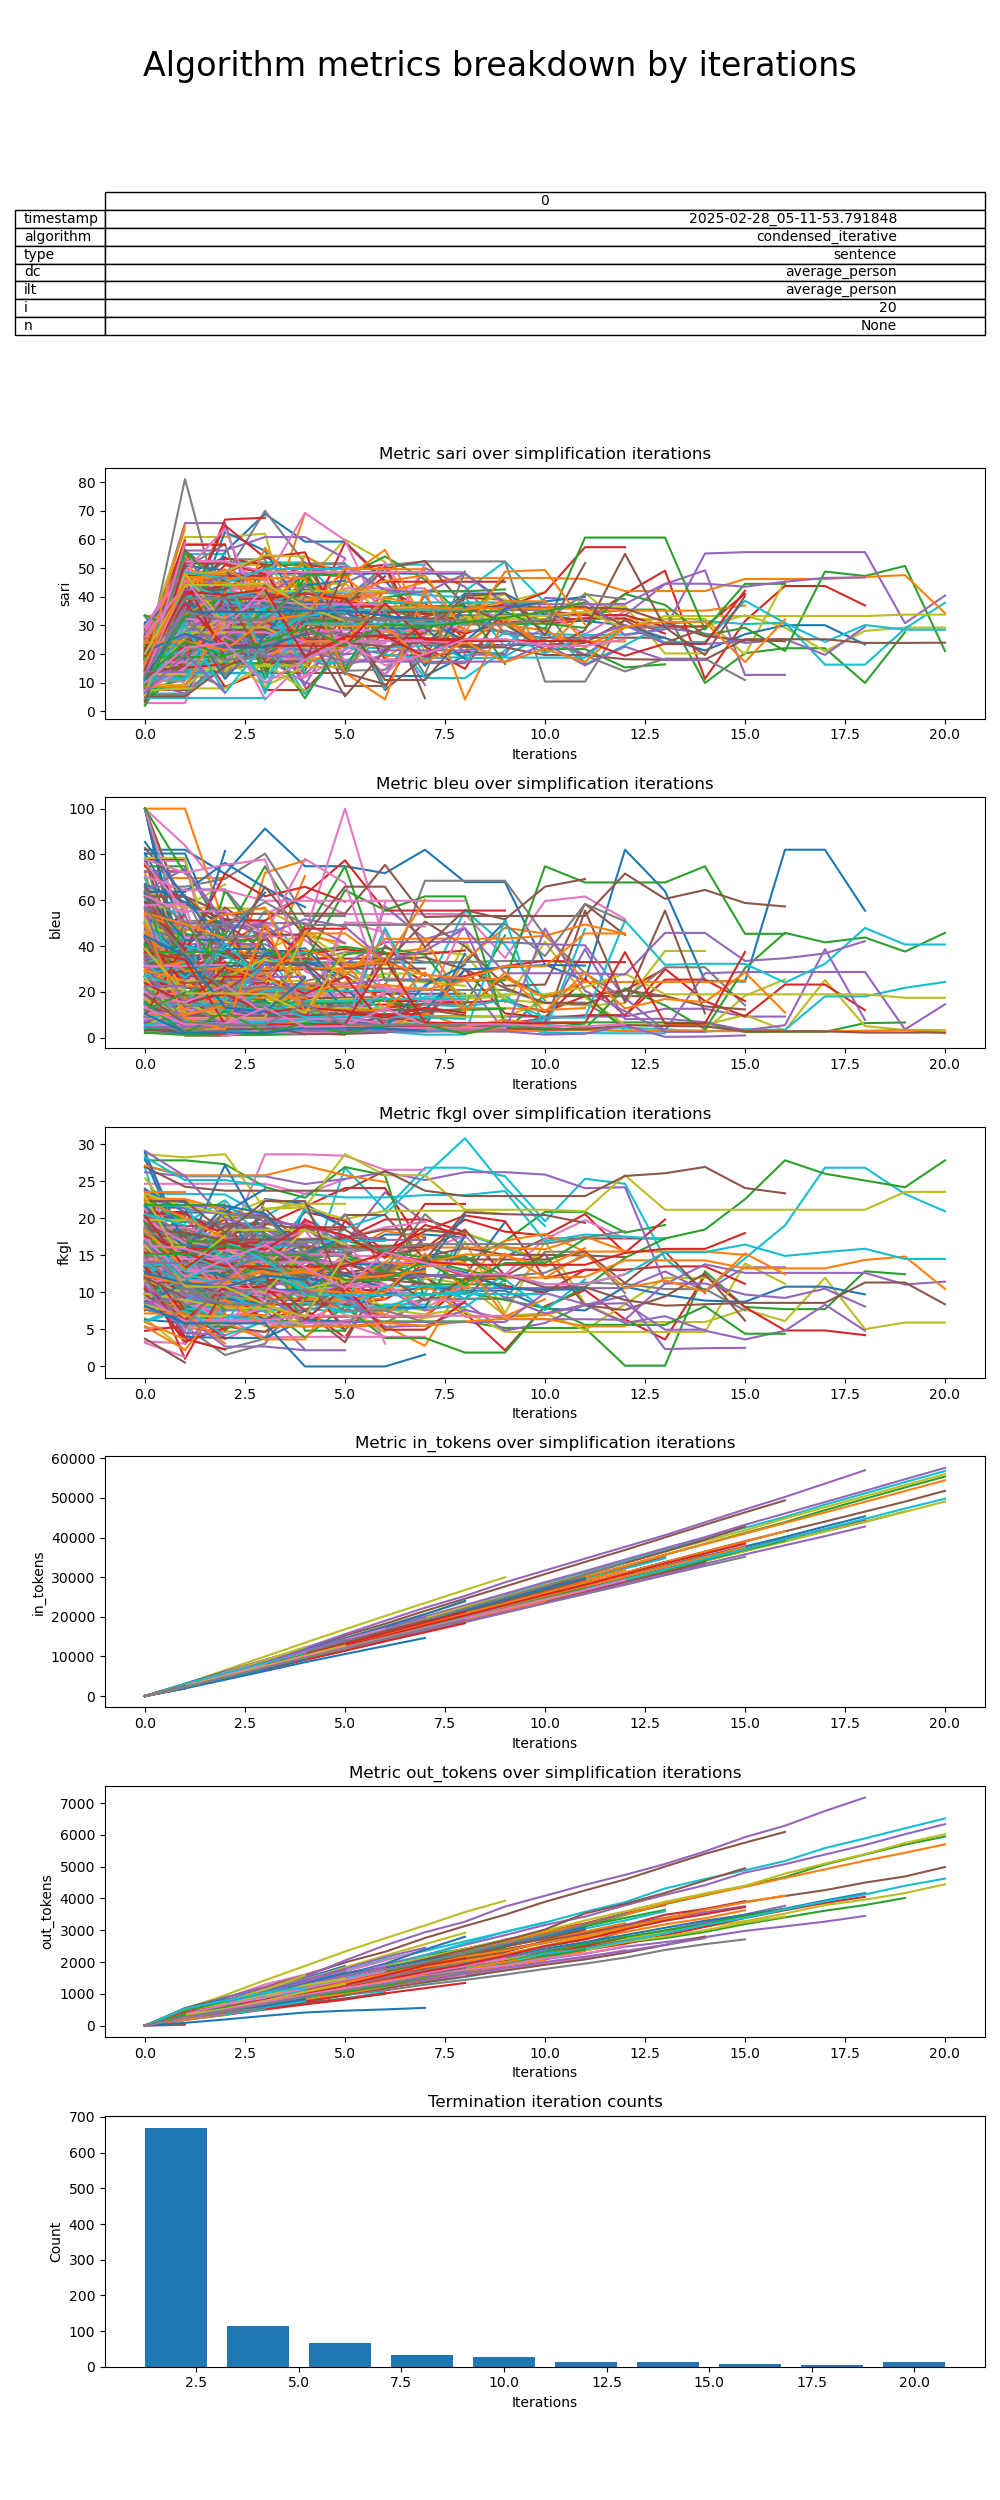 Algorithm metrics breakdown by iterations
0
timestamp 2025-02-28_05-11-53.791848
algorithm condensed_iterative
type sentence
dc average_person
ilt average_person
i 20
n None
Metric sari over simplification iterations
80
70
60
50
40
30
20
10
0
sari
0.0 2.5 5.0 7.5 10.0 12.5 15.0 17.5 20.0
Iterations
Metric bleu over simplification iterations
100
80
60
40
20
0
bleu
0.0 2.5 5.0 7.5 10.0 12.5 15.0 17.5 20.0
Iterations
Metric fkgl over simplification iterations
30
25
20
15
10
5
0
fkgl
0.0 2.5 5.0 7.5 10.0 12.5 15.0 17.5 20.0
Iterations
Metric in_tokens over simplification iterations
60000
50000
40000
30000
20000
10000
0
in_tokens
0.0 2.5 5.0 7.5 10.0 12.5 15.0 17.5 20.0
Iterations
Metric out_tokens over simplification iterations
7000
6000
5000
4000
3000
2000
1000
0
out_tokens
0.0 2.5 5.0 7.5 10.0 12.5 15.0 17.5 20.0
Iterations
Termination iteration counts
700
600
500
400
300
200
100
0
Count
2.5 5.0 7.5 10.0 12.5 15.0 17.5 20.0
Iterations